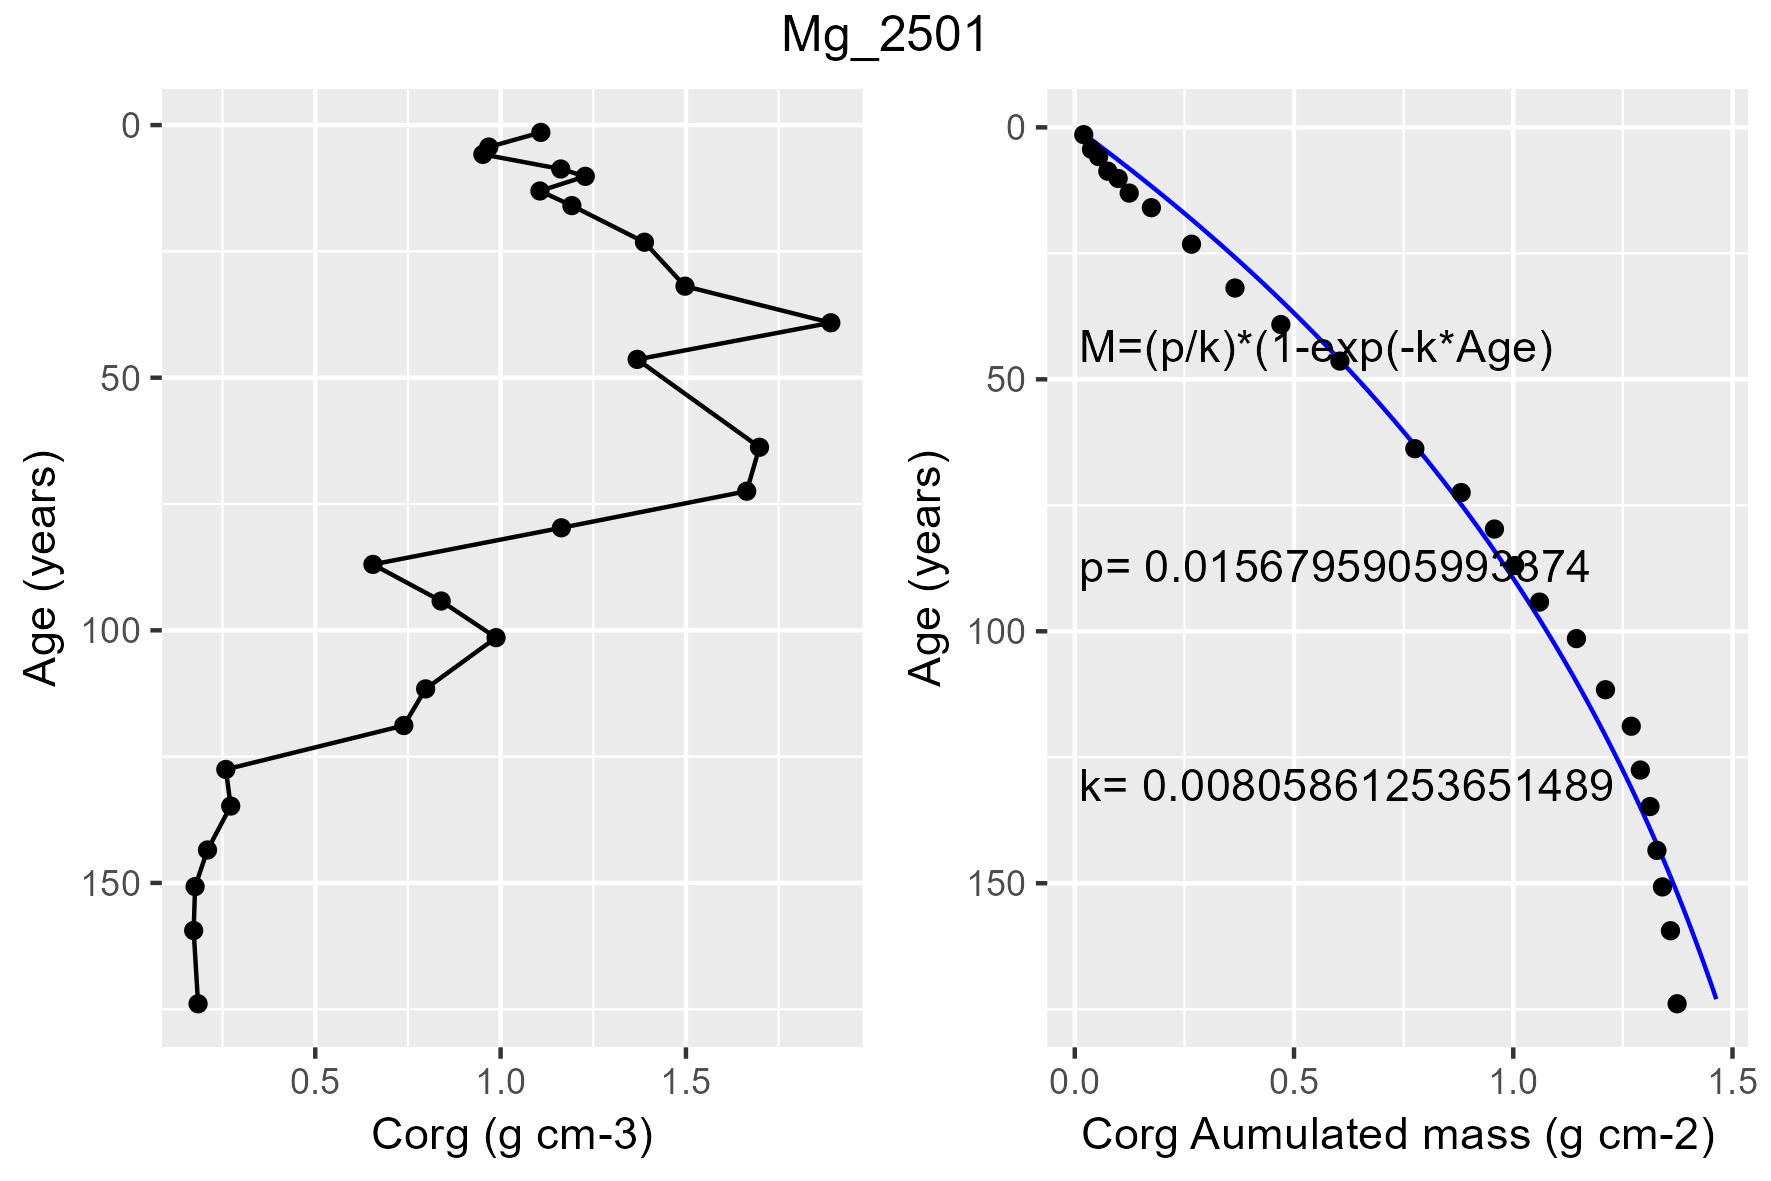 Mg_2501
0
50
100
150
Age (years)
0.5 1.0 1.5
Corg (g cm-3)
0
50
100
150
Age (years)
M=(p/k)*(1-exp(-k*Age)
p= 0.0156795905993374
k= 0.00805861253651489
0.0 0.5 1.0 1.5
Corg Aumulated mass (g cm-2)